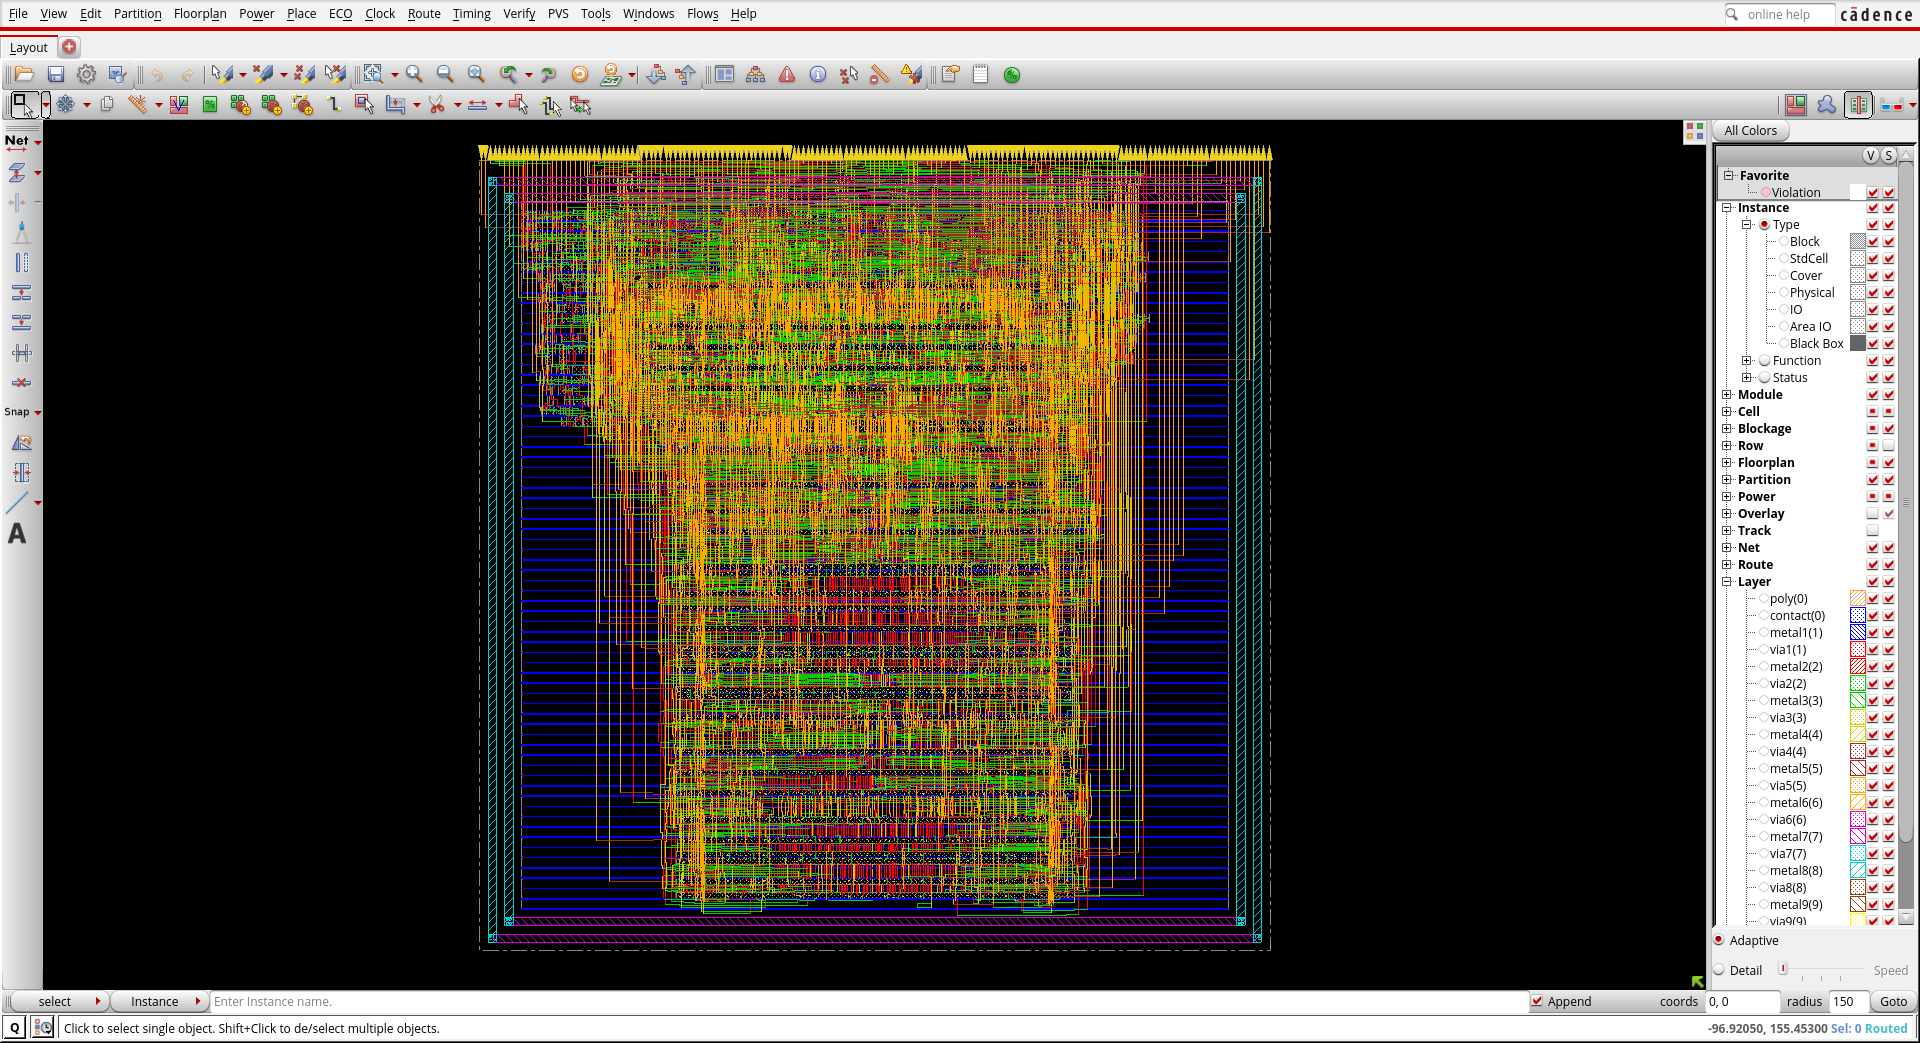 File View Edit Partition Floorplan Power Place ECO Clock Route Timing Verify PVS Tools Windows Flows Help online help cādence
Layout
Net
Snap
A
All Colors
V S
Favorite
Violation
Instance
Type
Block
StdCell
Cover
Physical
IO
Area IO
Black Box
Function
Status
Module
Cell
Blockage
Row
Floorplan
Partition
Power
Overlay
Track
Net
Route
Layer
poly(0)
contact(0)
metal1(1)
via1(1)
metal2(2)
via2(2)
metal3(3)
via3(3)
metal4(4)
via4(4)
metal5(5)
via5(5)
metal6(6)
via6(6)
metal7(7)
via7(7)
metal8(8)
via8(8)
metal9(9)
via9(9)
Adaptive
Detail Speed
select Instance Enter Instance name. Append coords 0, 0 radius 150 Goto
Q Click to select single object. Shift+Click to de/select multiple objects. -96.92050, 155.45300 Sel: 0 Routed